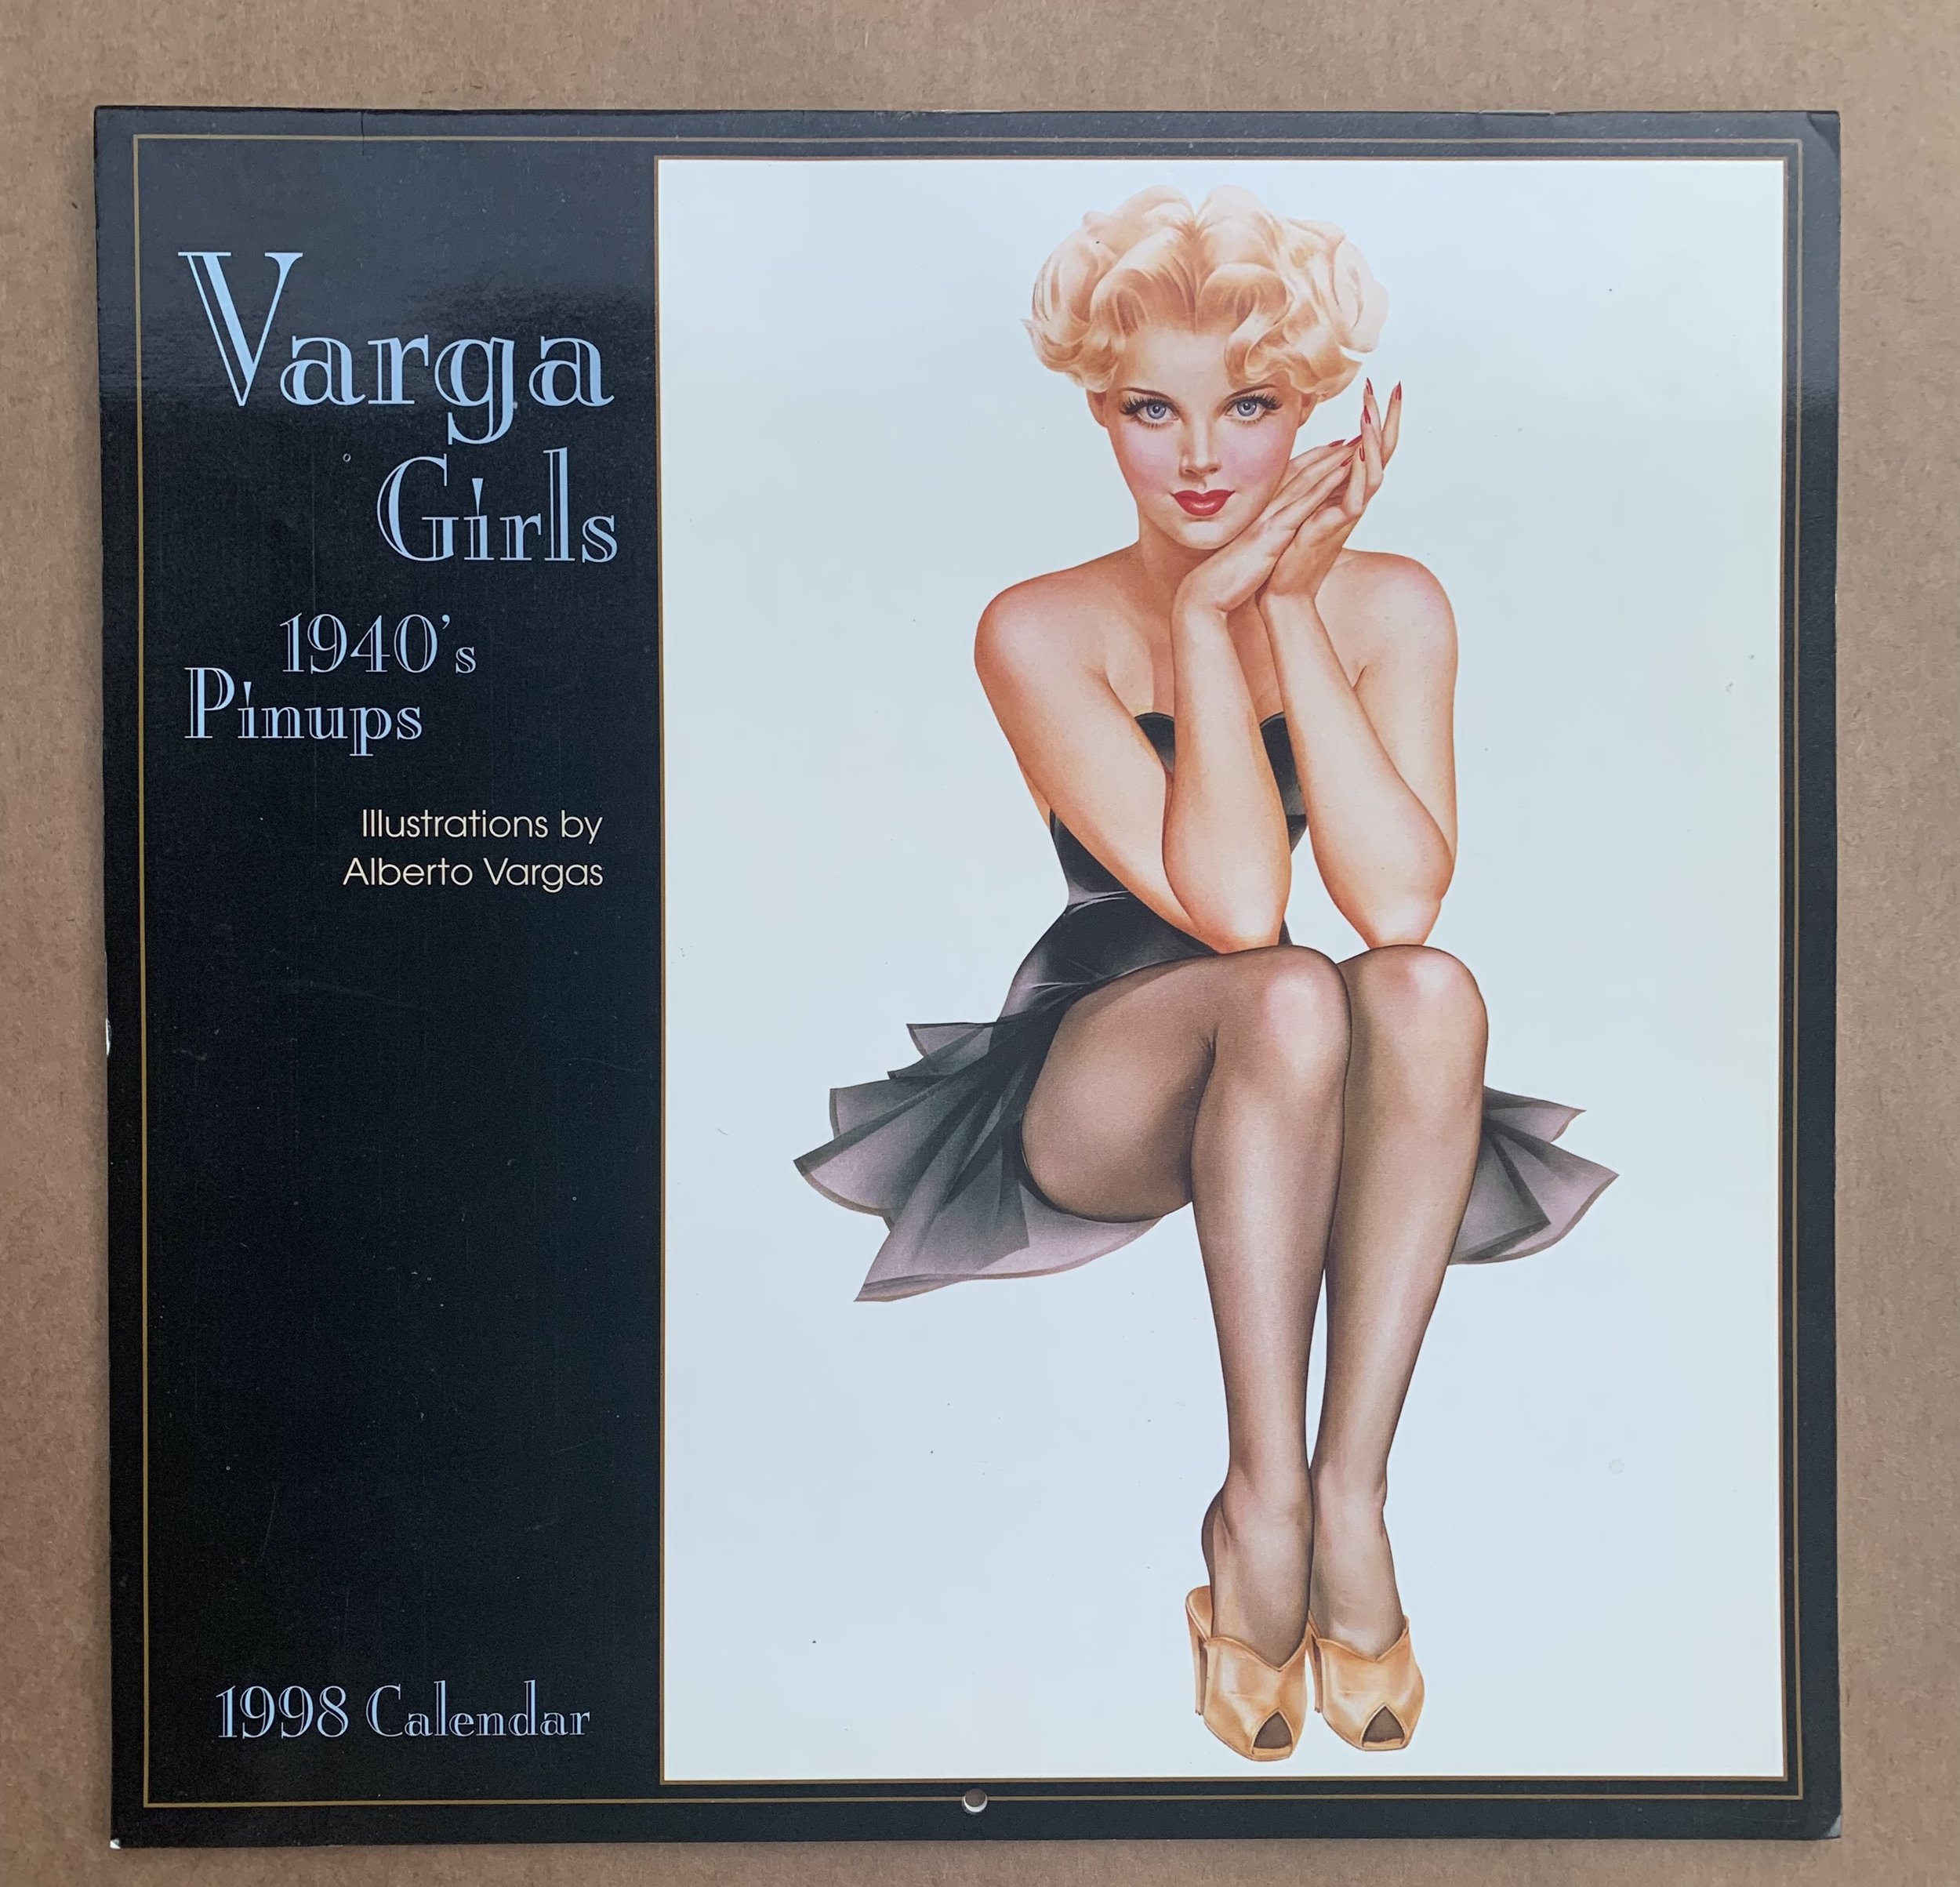 Varga
Girls
1940's
Pinups
Illustrations by
Alberto Vargas
1998 Calendar